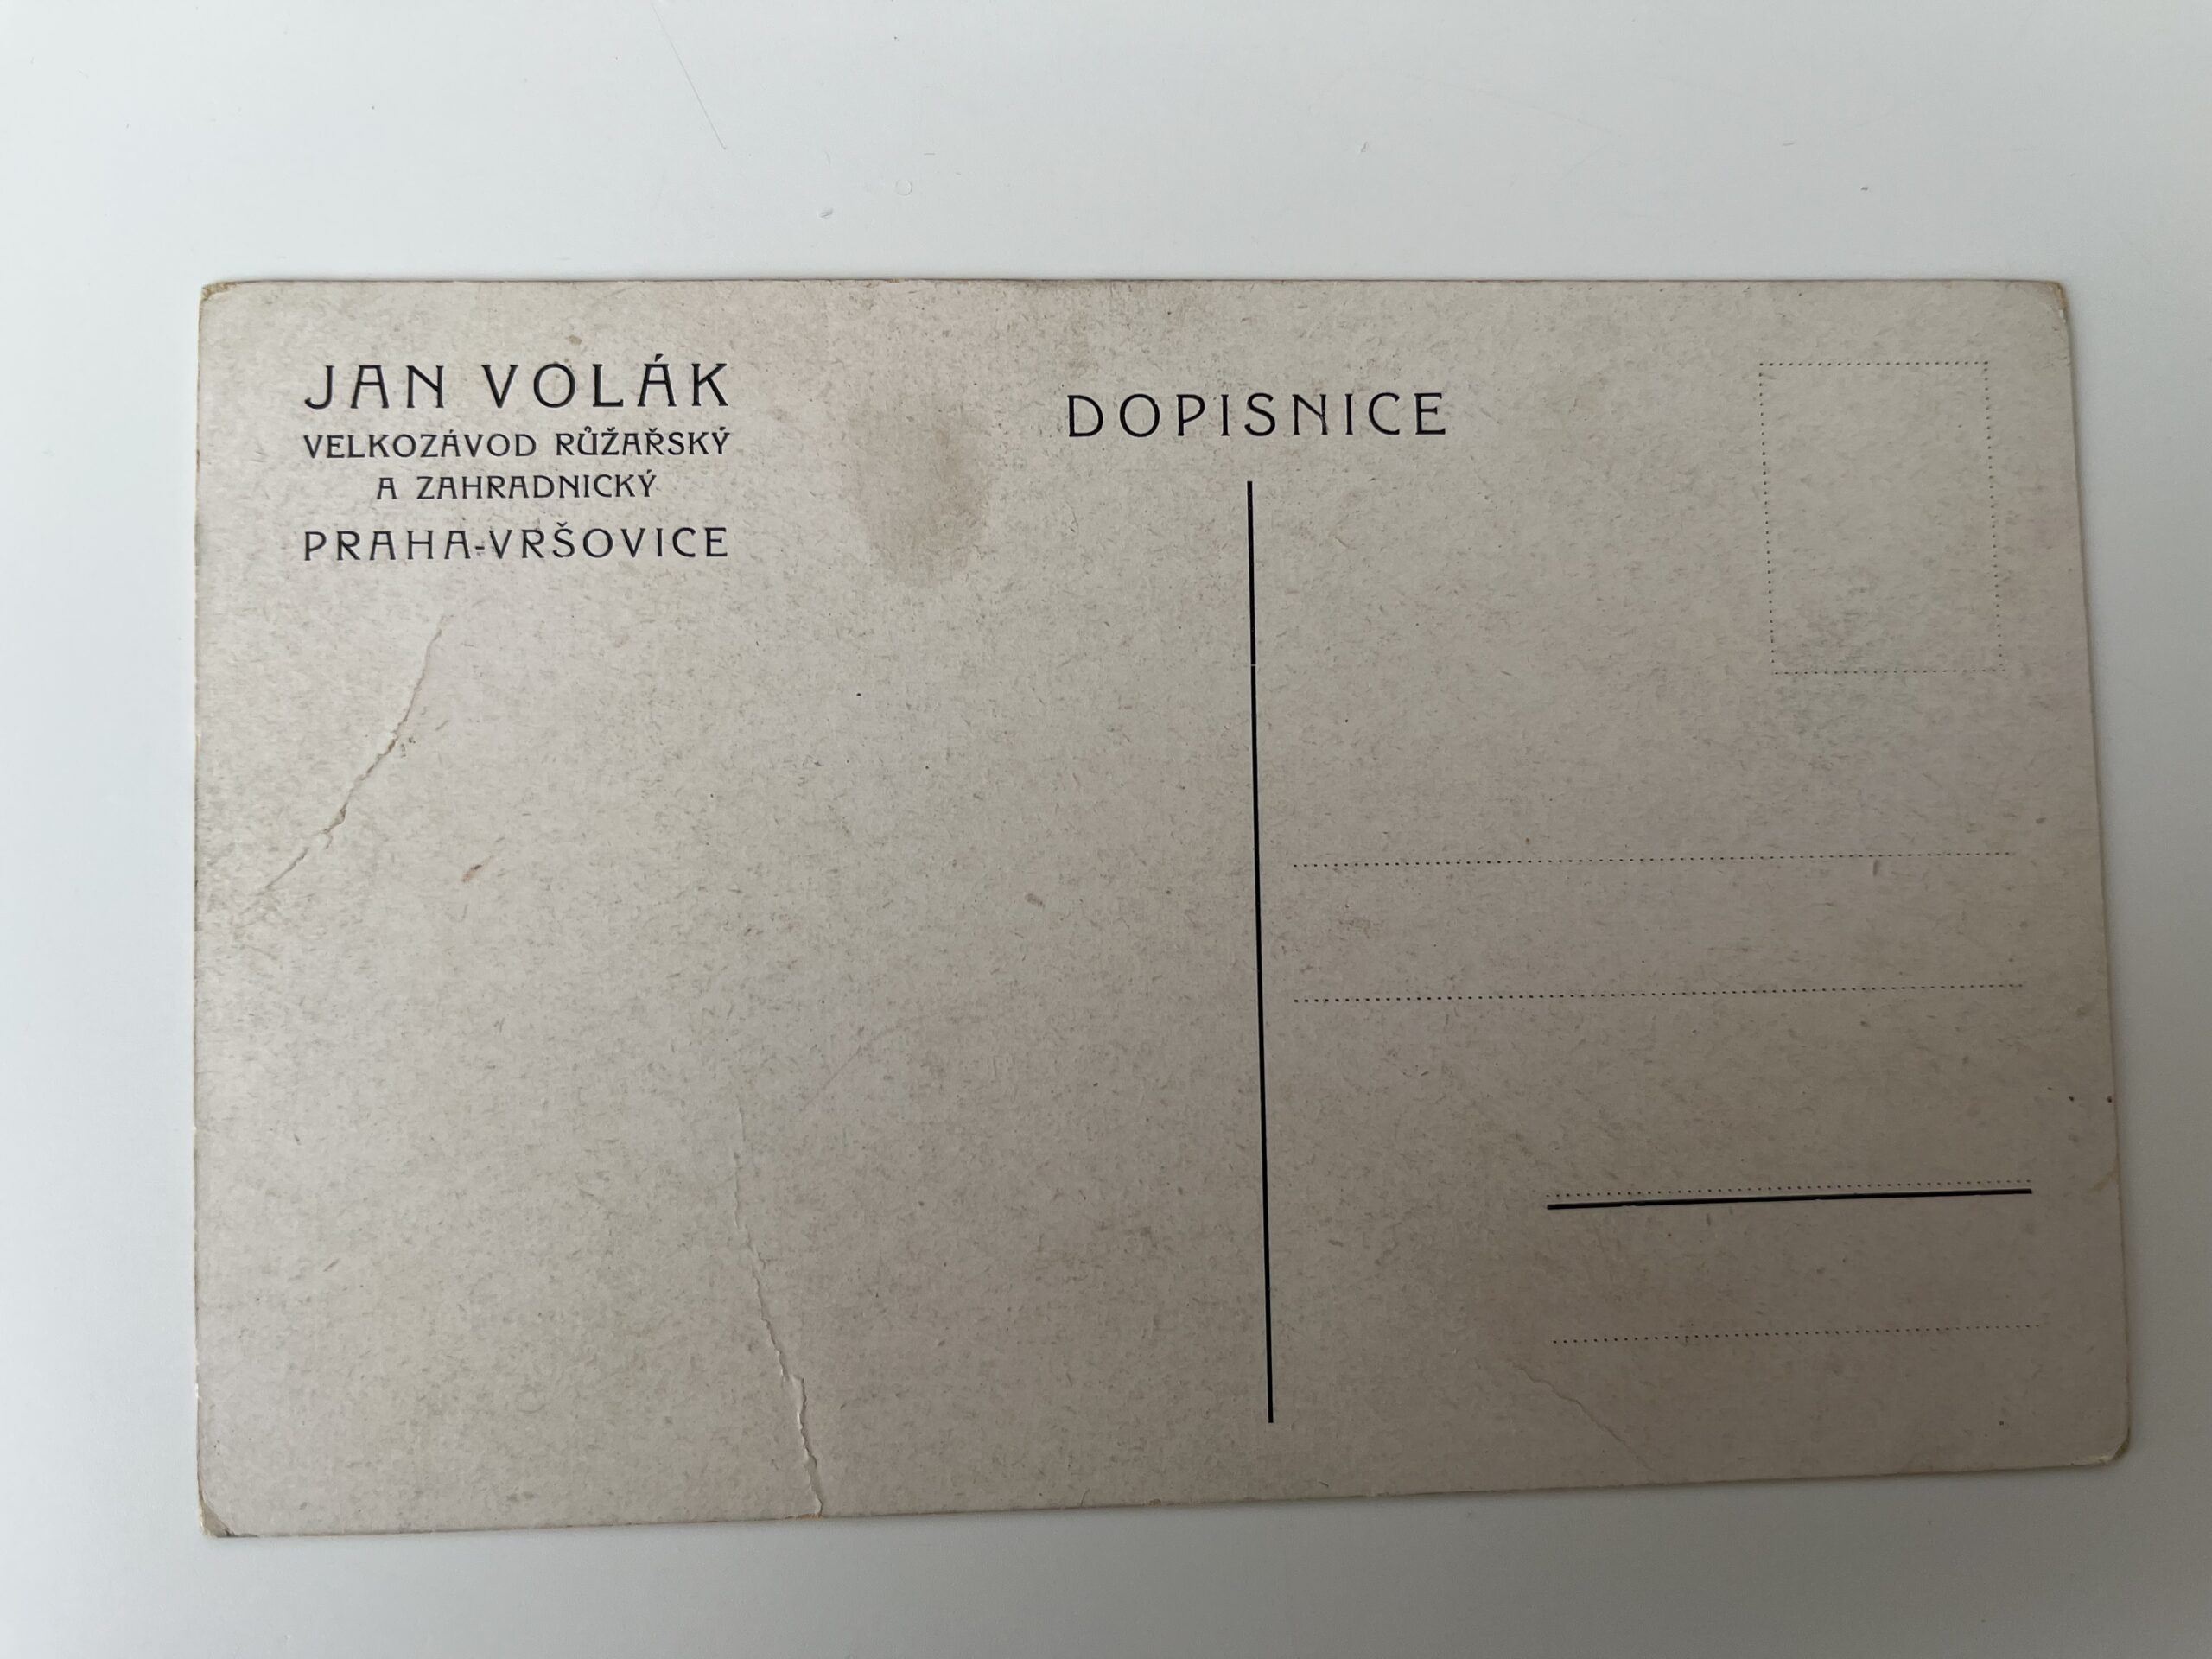 JAN VOLÁK
VELKOZÁVOD RŮŽAŘSKÝ
A ZAHRADNICKÝ
PRAHA-VRŠOVICE
DOPISNICE